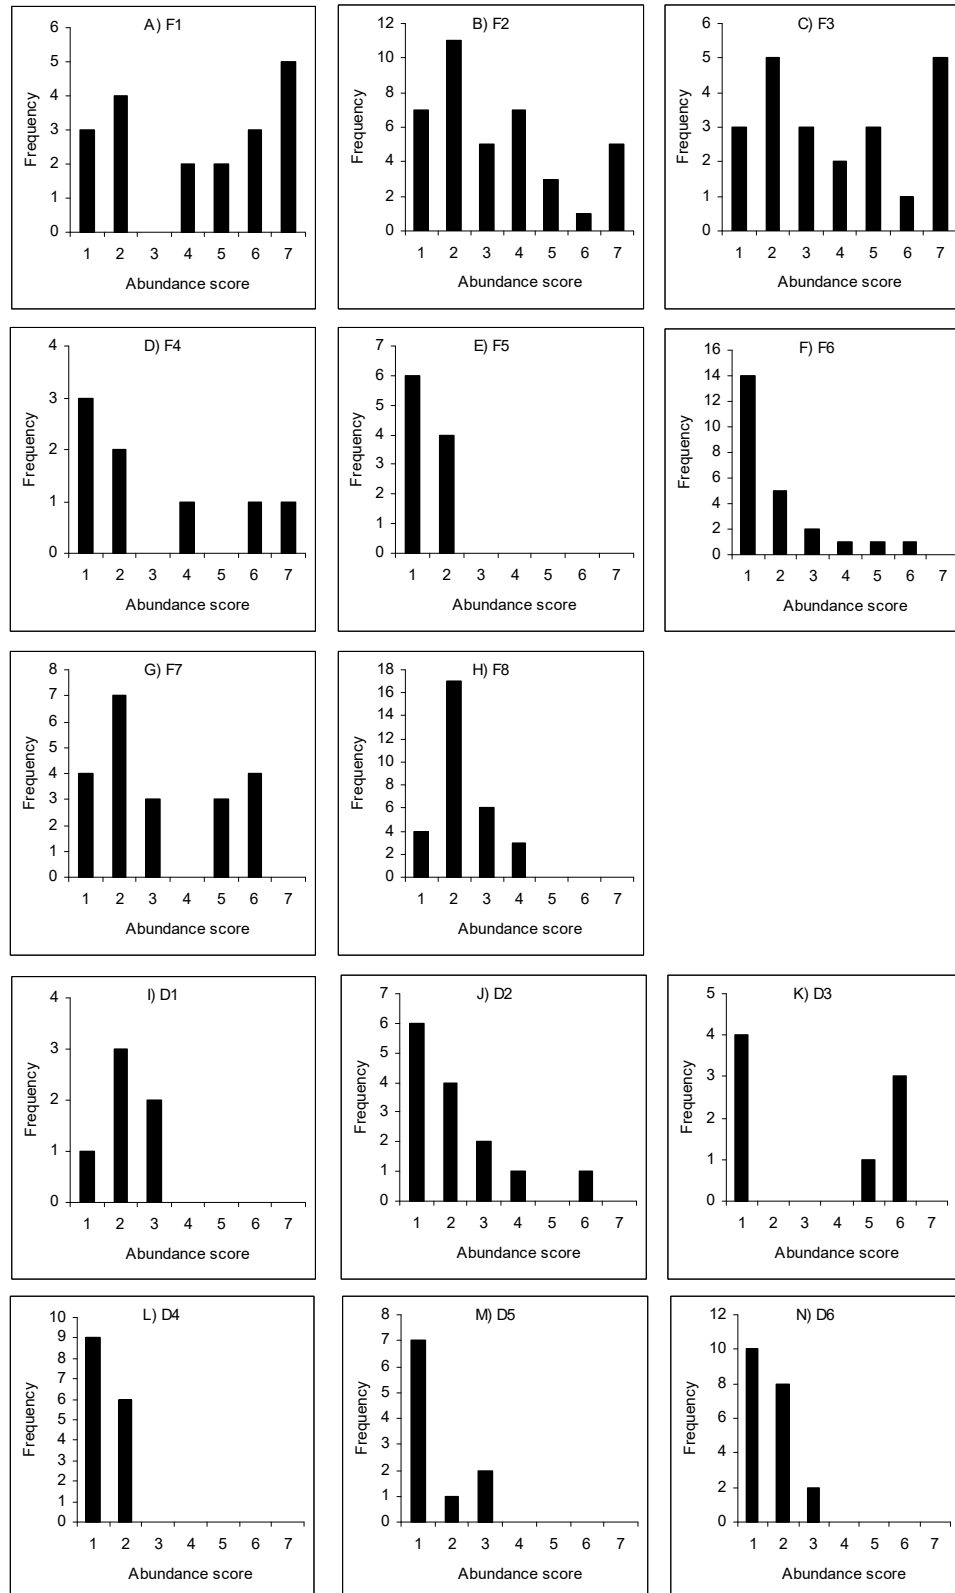 A) F1
6
5
4
3
2
1
0
Frequency
1 2 3 4 5 6 7
Abundance score
B) F2
12
10
8
6
4
2
0
Frequency
1 2 3 4 5 6 7
Abundance score
C) F3
6
5
4
3
2
1
0
Frequency
1 2 3 4 5 6 7
Abundance score
D) F4
4
3
2
1
0
Frequency
1 2 3 4 5 6 7
Abundance score
E) F5
7
6
5
4
3
2
1
0
Frequency
1 2 3 4 5 6 7
Abundance score
F) F6
16
14
12
10
8
6
4
2
0
Frequency
1 2 3 4 5 6 7
Abundance score
G) F7
8
7
6
5
4
3
2
1
0
Frequency
1 2 3 4 5 6 7
Abundance score
H) F8
18
16
14
12
10
8
6
4
2
0
Frequency
1 2 3 4 5 6 7
Abundance score
I) D1
4
3
2
1
0
Frequency
1 2 3 4 5 6 7
Abundance score
J) D2
7
6
5
4
3
2
1
0
Frequency
1 2 3 4 5 6 7
Abundance score
K) D3
5
4
3
2
1
0
Frequency
1 2 3 4 5 6 7
Abundance score
L) D4
10
9
8
7
6
5
4
3
2
1
0
Frequency
1 2 3 4 5 6 7
Abundance score
M) D5
8
7
6
5
4
3
2
1
0
Frequency
1 2 3 4 5 6 7
Abundance score
N) D6
12
10
8
6
4
2
0
Frequency
1 2 3 4 5 6 7
Abundance score